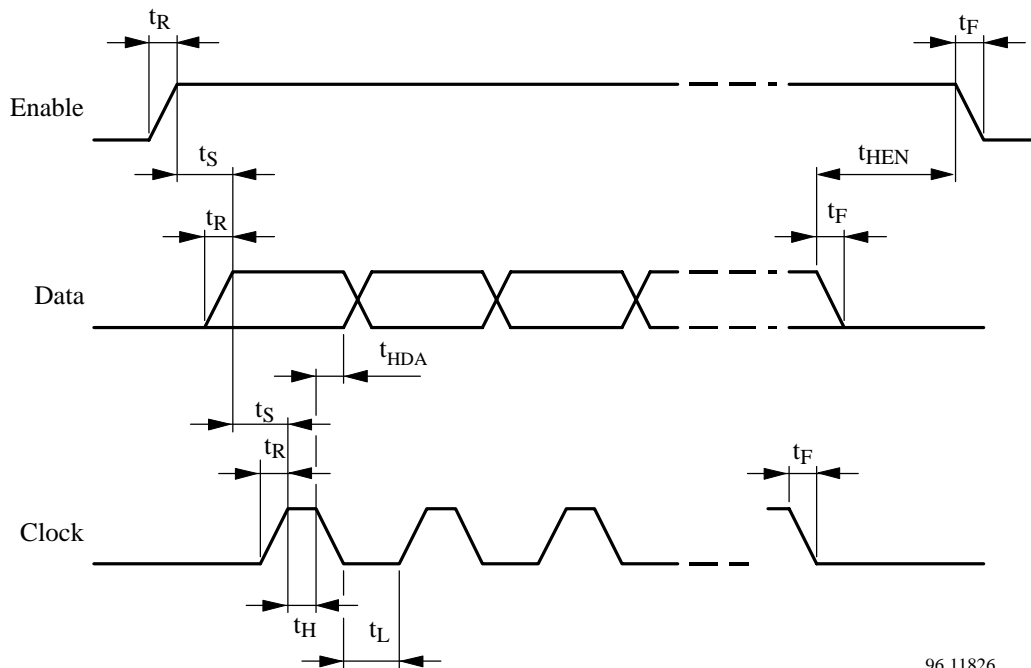 tR
tF
Enable
tS
tHEN
tR
tF
Data
tHDA
tS
tR
tF
Clock
tH
tL
96 11826